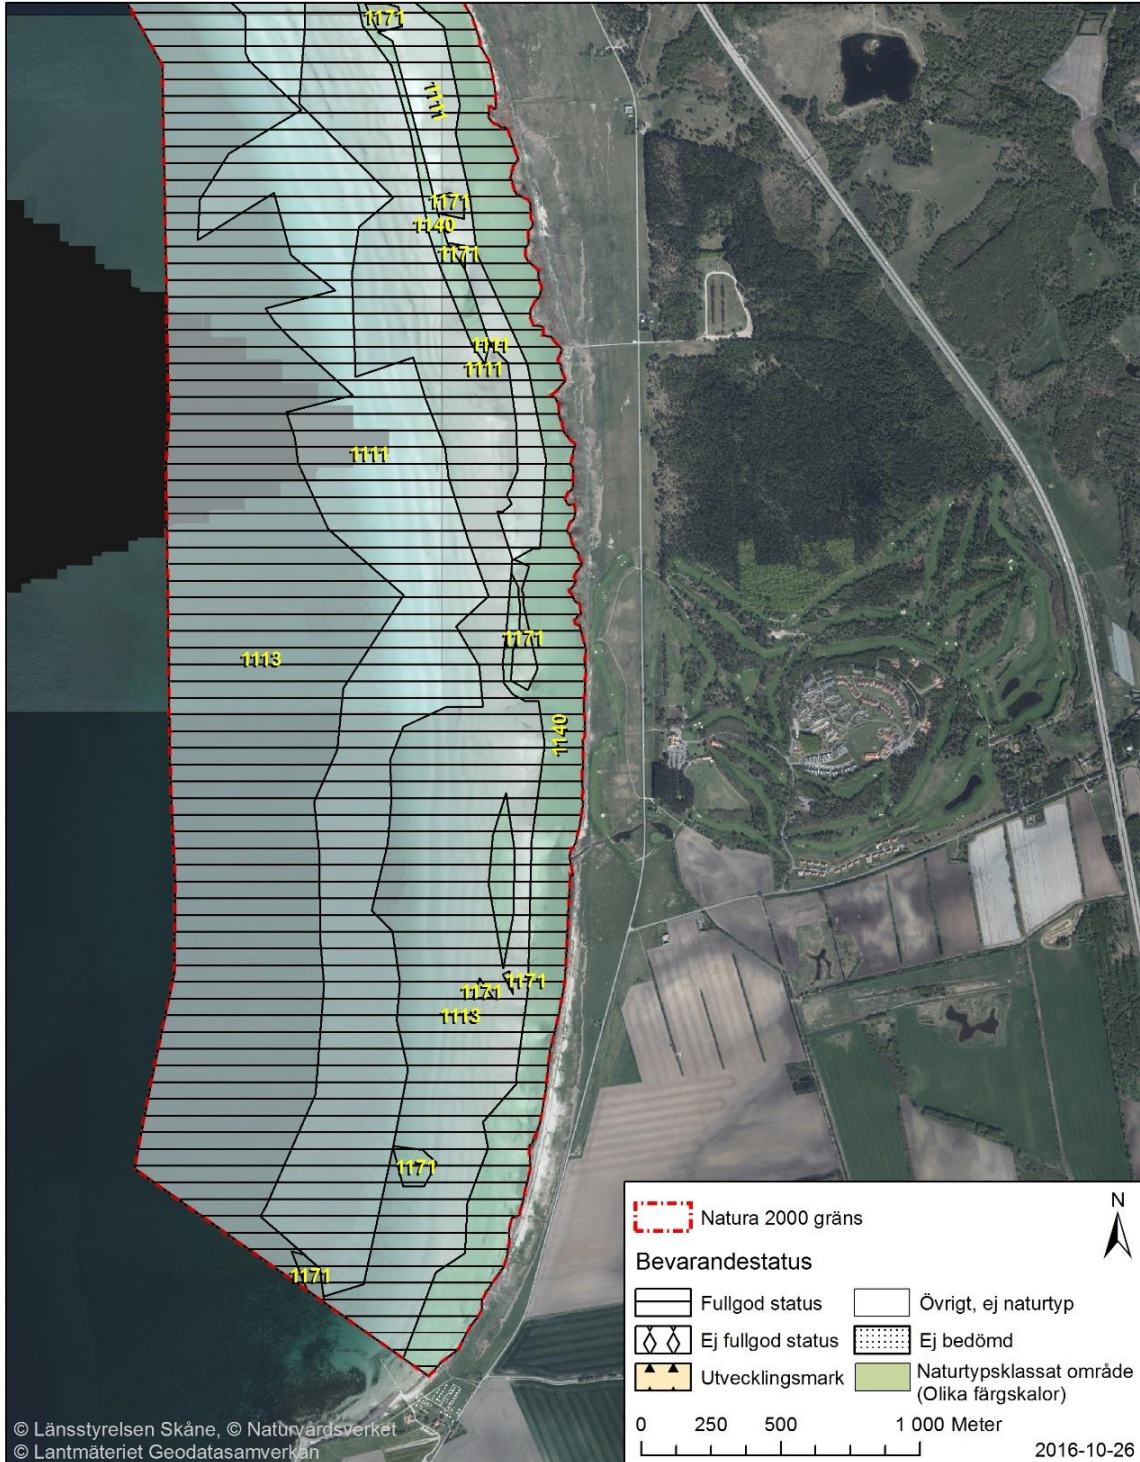 1171
1111
1171
1140
1171
1111
1111
1111
1171
1113
1140
1171
1171
1113
1171
1171
Natura 2000 gräns
N
Bevarandestatus
Fullgod status
Övrigt, ej naturtyp
Ej fullgod status
Ej bedömd
Utvecklingsmark
Naturtypsklassat område
(Olika färgskalor)
0 250 500 1 000 Meter
2016-10-26
© Länsstyrelsen Skåne, © Naturvårdsverket
© Lantmäteriet Geodatasamverkan